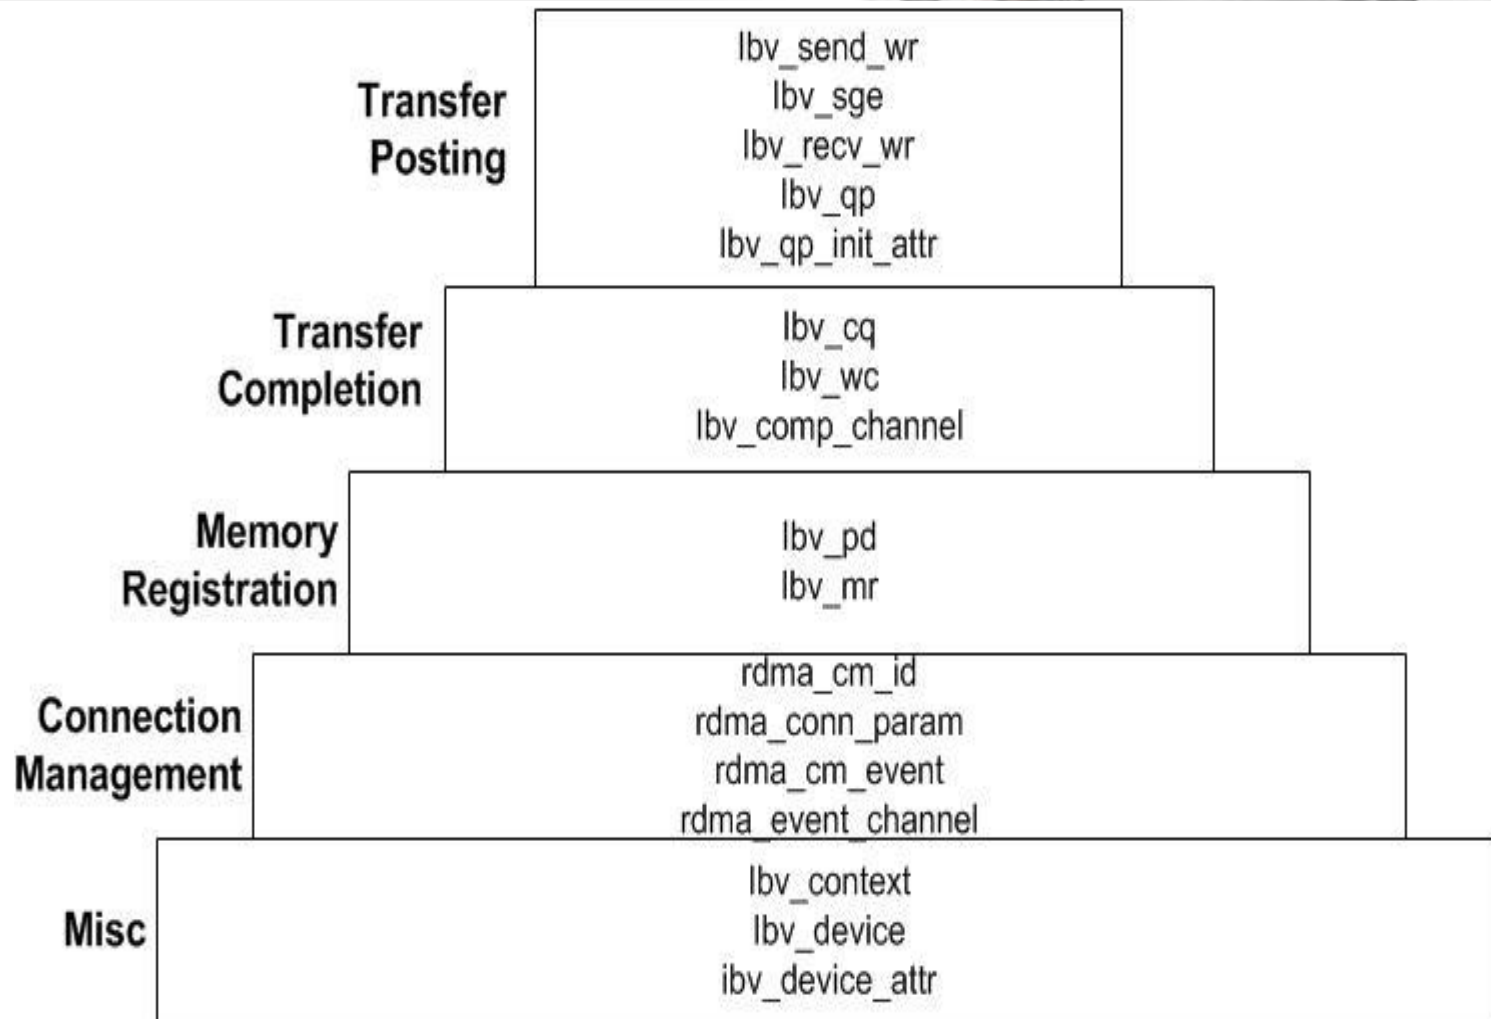 Transfer
Posting
Ibv_send_wr
Ibv_sge
Ibv_recv_wr
Ibv_qp
Ibv_qp_init_attr
Transfer
Completion
Ibv_cq
Ibv_wc
Ibv_comp_channel
Memory
Registration
Ibv_pd
Ibv_mr
Connection
Management
rdma_cm_id
rdma_conn_param
rdma_cm_event
rdma_event_channel
Misc
Ibv_context
Ibv_device
ibv_device_attr